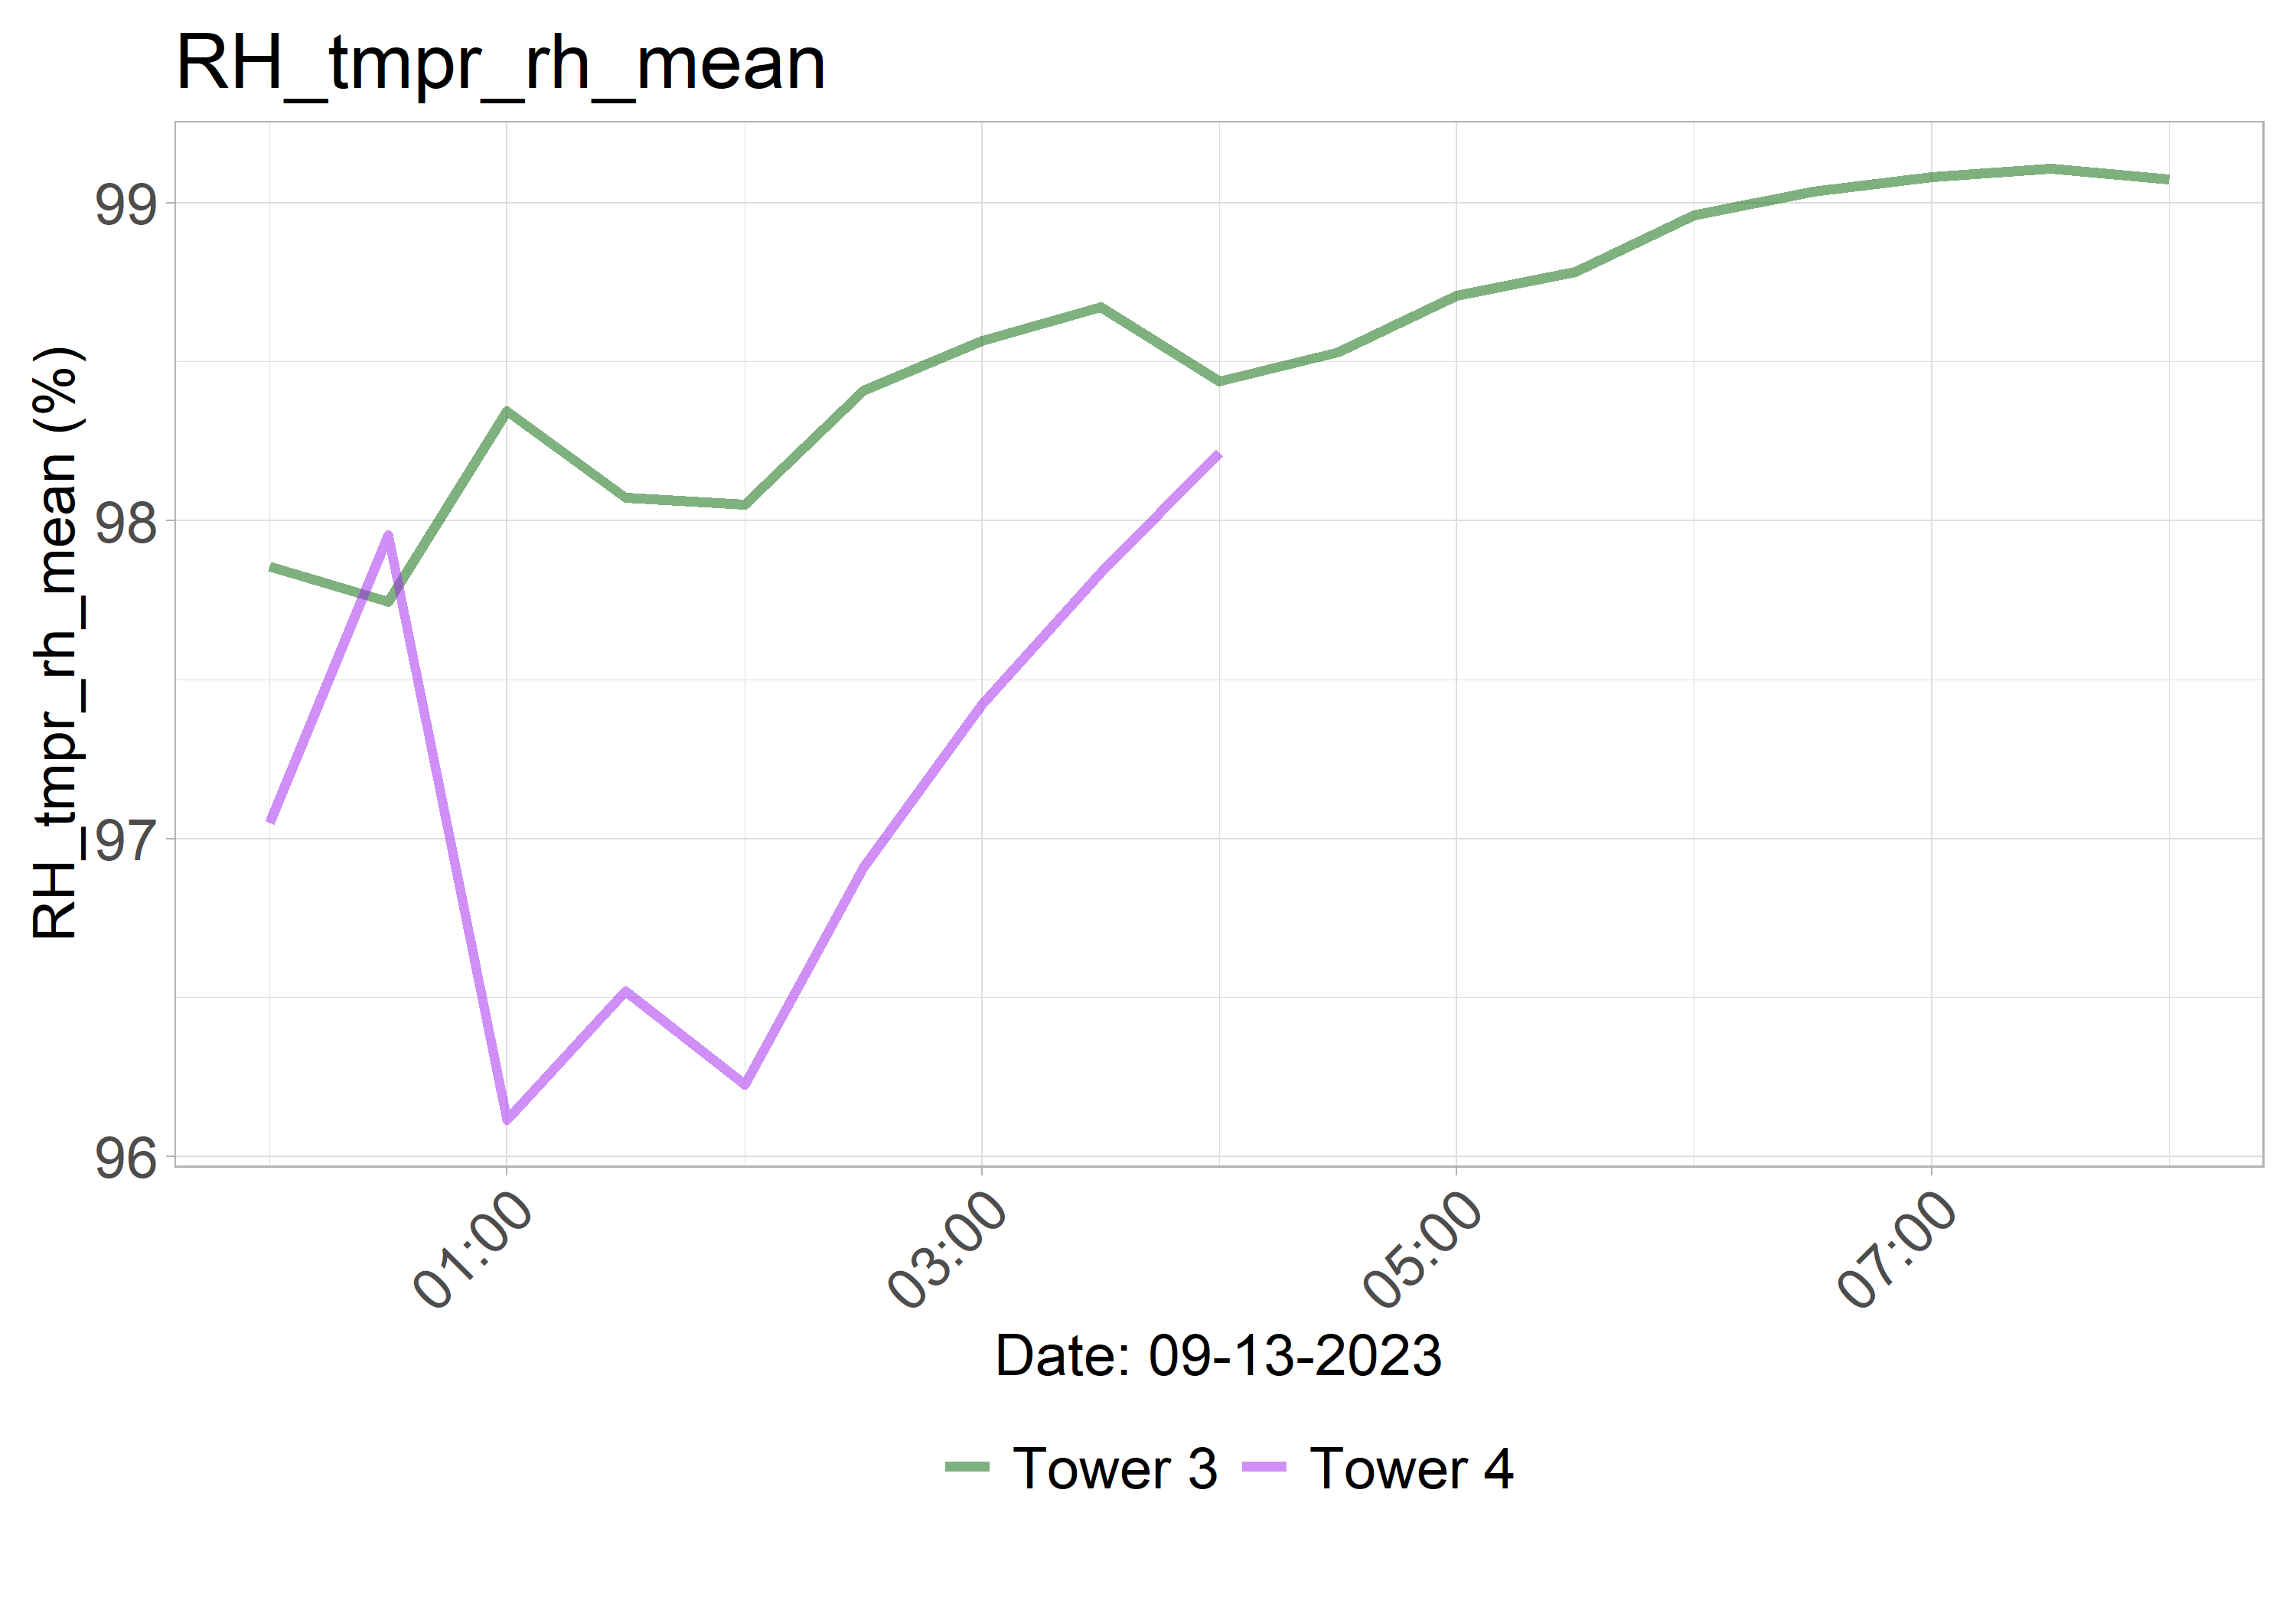 RH_tmpr_rh_mean
RH_tmpr_rh_mean (%)
99
98
97
96
01:00
03:00
05:00
07:00
Date: 09-13-2023
Tower 3
Tower 4